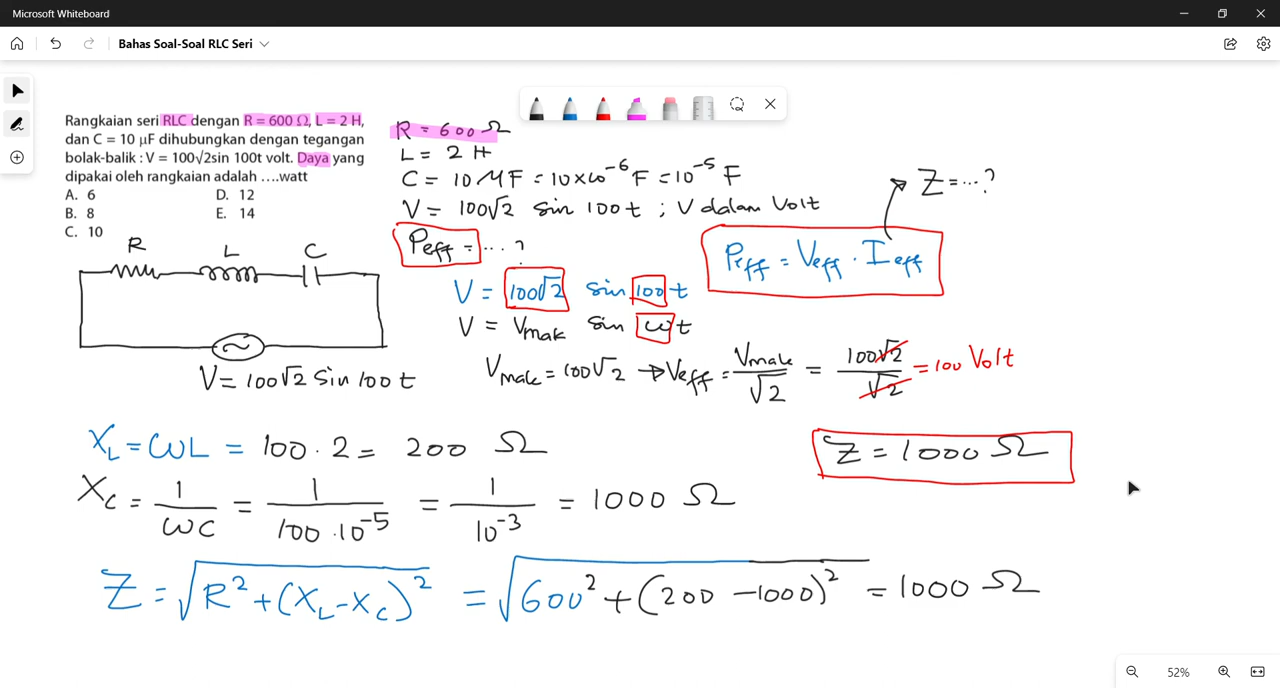 Microsoft Whiteboard
Bahas Soal-Soal RLC Seri
Rangkaian seri RLC dengan R = 600 Ω, L = 2 H,
dan C = 10 μF dihubungkan dengan tegangan
bolak-balik : V = 100√2sin 100t volt. Daya yang
dipakai oleh rangkaian adalah ….watt
A. 6 D. 12
B. 8 E. 14
C. 10
R L C
V = 100√2 Sin 100 t
R = 600 Ω
L = 2 H
C = 10 μF = 10×10⁻⁶ F = 10⁻⁵ F
V = 100√2 sin 100 t ; V dalam Volt
Peff = ... ?
Peff = Veff . Ieff
Z = ... ?
V = 100√2 sin 100 t
V = Vmak sin ωt
Vmak = 100√2 → Veff = Vmak/√2 = 100√2/√2 = 100 Volt
XL = ωL = 100 . 2 = 200 Ω
Z = 1000 Ω
XC = 1/ωC = 1/100 . 10⁻⁵ = 1/10⁻³ = 1000 Ω
Z = √R² + (XL - XC)² = √600² + (200 - 1000)² = 1000 Ω
52%